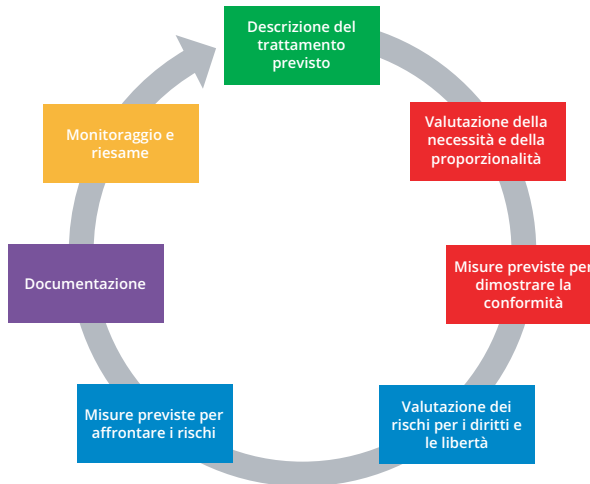 Descrizione del
trattamento
previsto
Valutazione della
necessità e della
proporzionalità
Misure previste per
dimostrare la
conformità
Valutazione dei
rischi per i diritti e
le libertà
Misure previste per
affrontare i rischi
Documentazione
Monitoraggio e
riesame